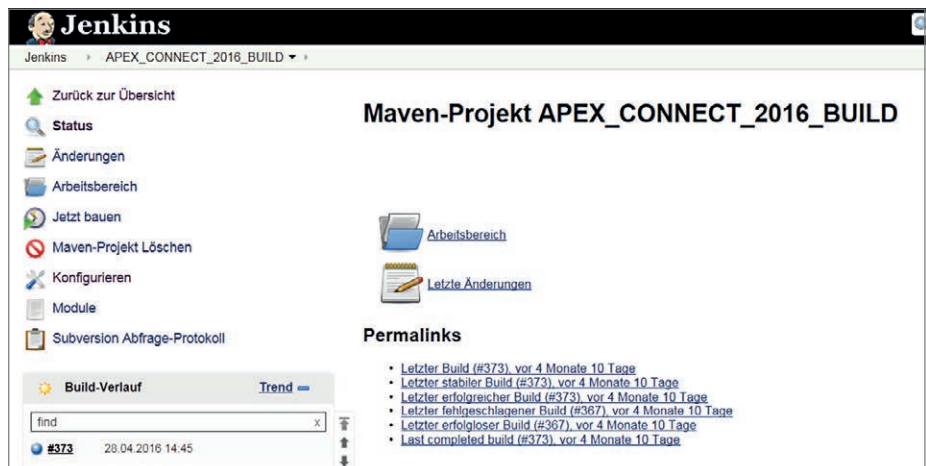 Jenkins
Jenkins APEX_CONNECT_2016_BUILD
Zurück zur Übersicht
Status
Änderungen
Arbeitsbereich
Jetzt bauen
Maven-Projekt Löschen
Konfigurieren
Module
Subversion Abfrage-Protokoll
Build-Verlauf Trend
find x
#373 28.04.2016 14:45
Maven-Projekt APEX_CONNECT_2016_BUILD
Arbeitsbereich
Letzte Änderungen
Permalinks
Letzter Build (#373), vor 4 Monate 10 Tage
Letzter stabiler Build (#373), vor 4 Monate 10 Tage
Letzter erfolgreicher Build (#373), vor 4 Monate 10 Tage
Letzter fehlgeschlagener Build (#367), vor 4 Monate 10 Tage
Letzter erfolgloser Build (#367), vor 4 Monate 10 Tage
Last completed build (#373), vor 4 Monate 10 Tage